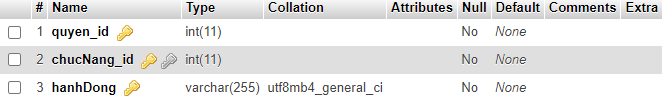 # Name Type Collation Attributes Null Default Comments Extra
1 quyen_id int(11) No None
2 chucNang_id int(11) No None
3 hanhDong varchar(255) utf8mb4_general_ci No None